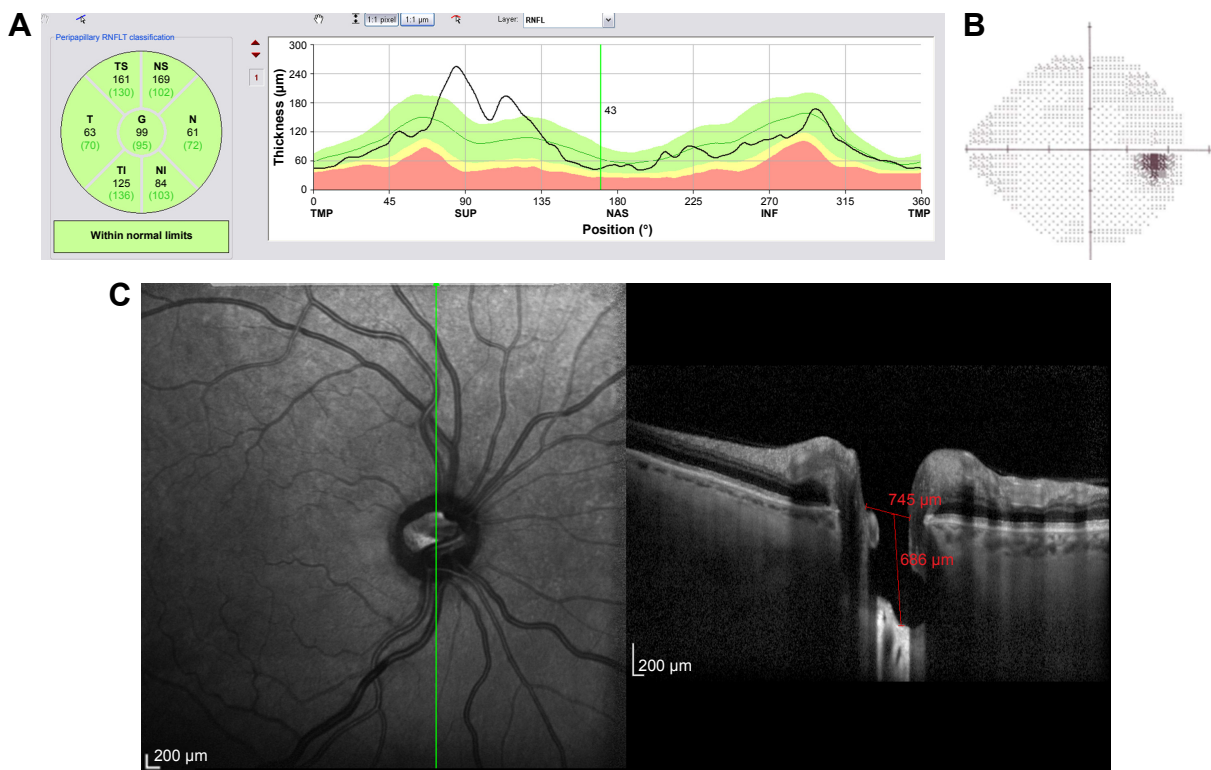 A
1:1 pixel 1:1 µm Layer: RNFL
Peripapillary RNFLT classification
TS
161
(130)
NS
169
(102)
T
63
(70)
G
99
(95)
N
61
(72)
TI
125
(136)
NI
84
(103)
Within normal limits
1
Thickness (µm)
300
240
180
120
60
0
43
0 45 90 135 180 225 270 315 360
TMP SUP NAS INF TMP
Position (°)
B
C
200 µm
745 µm
686 µm
200 µm